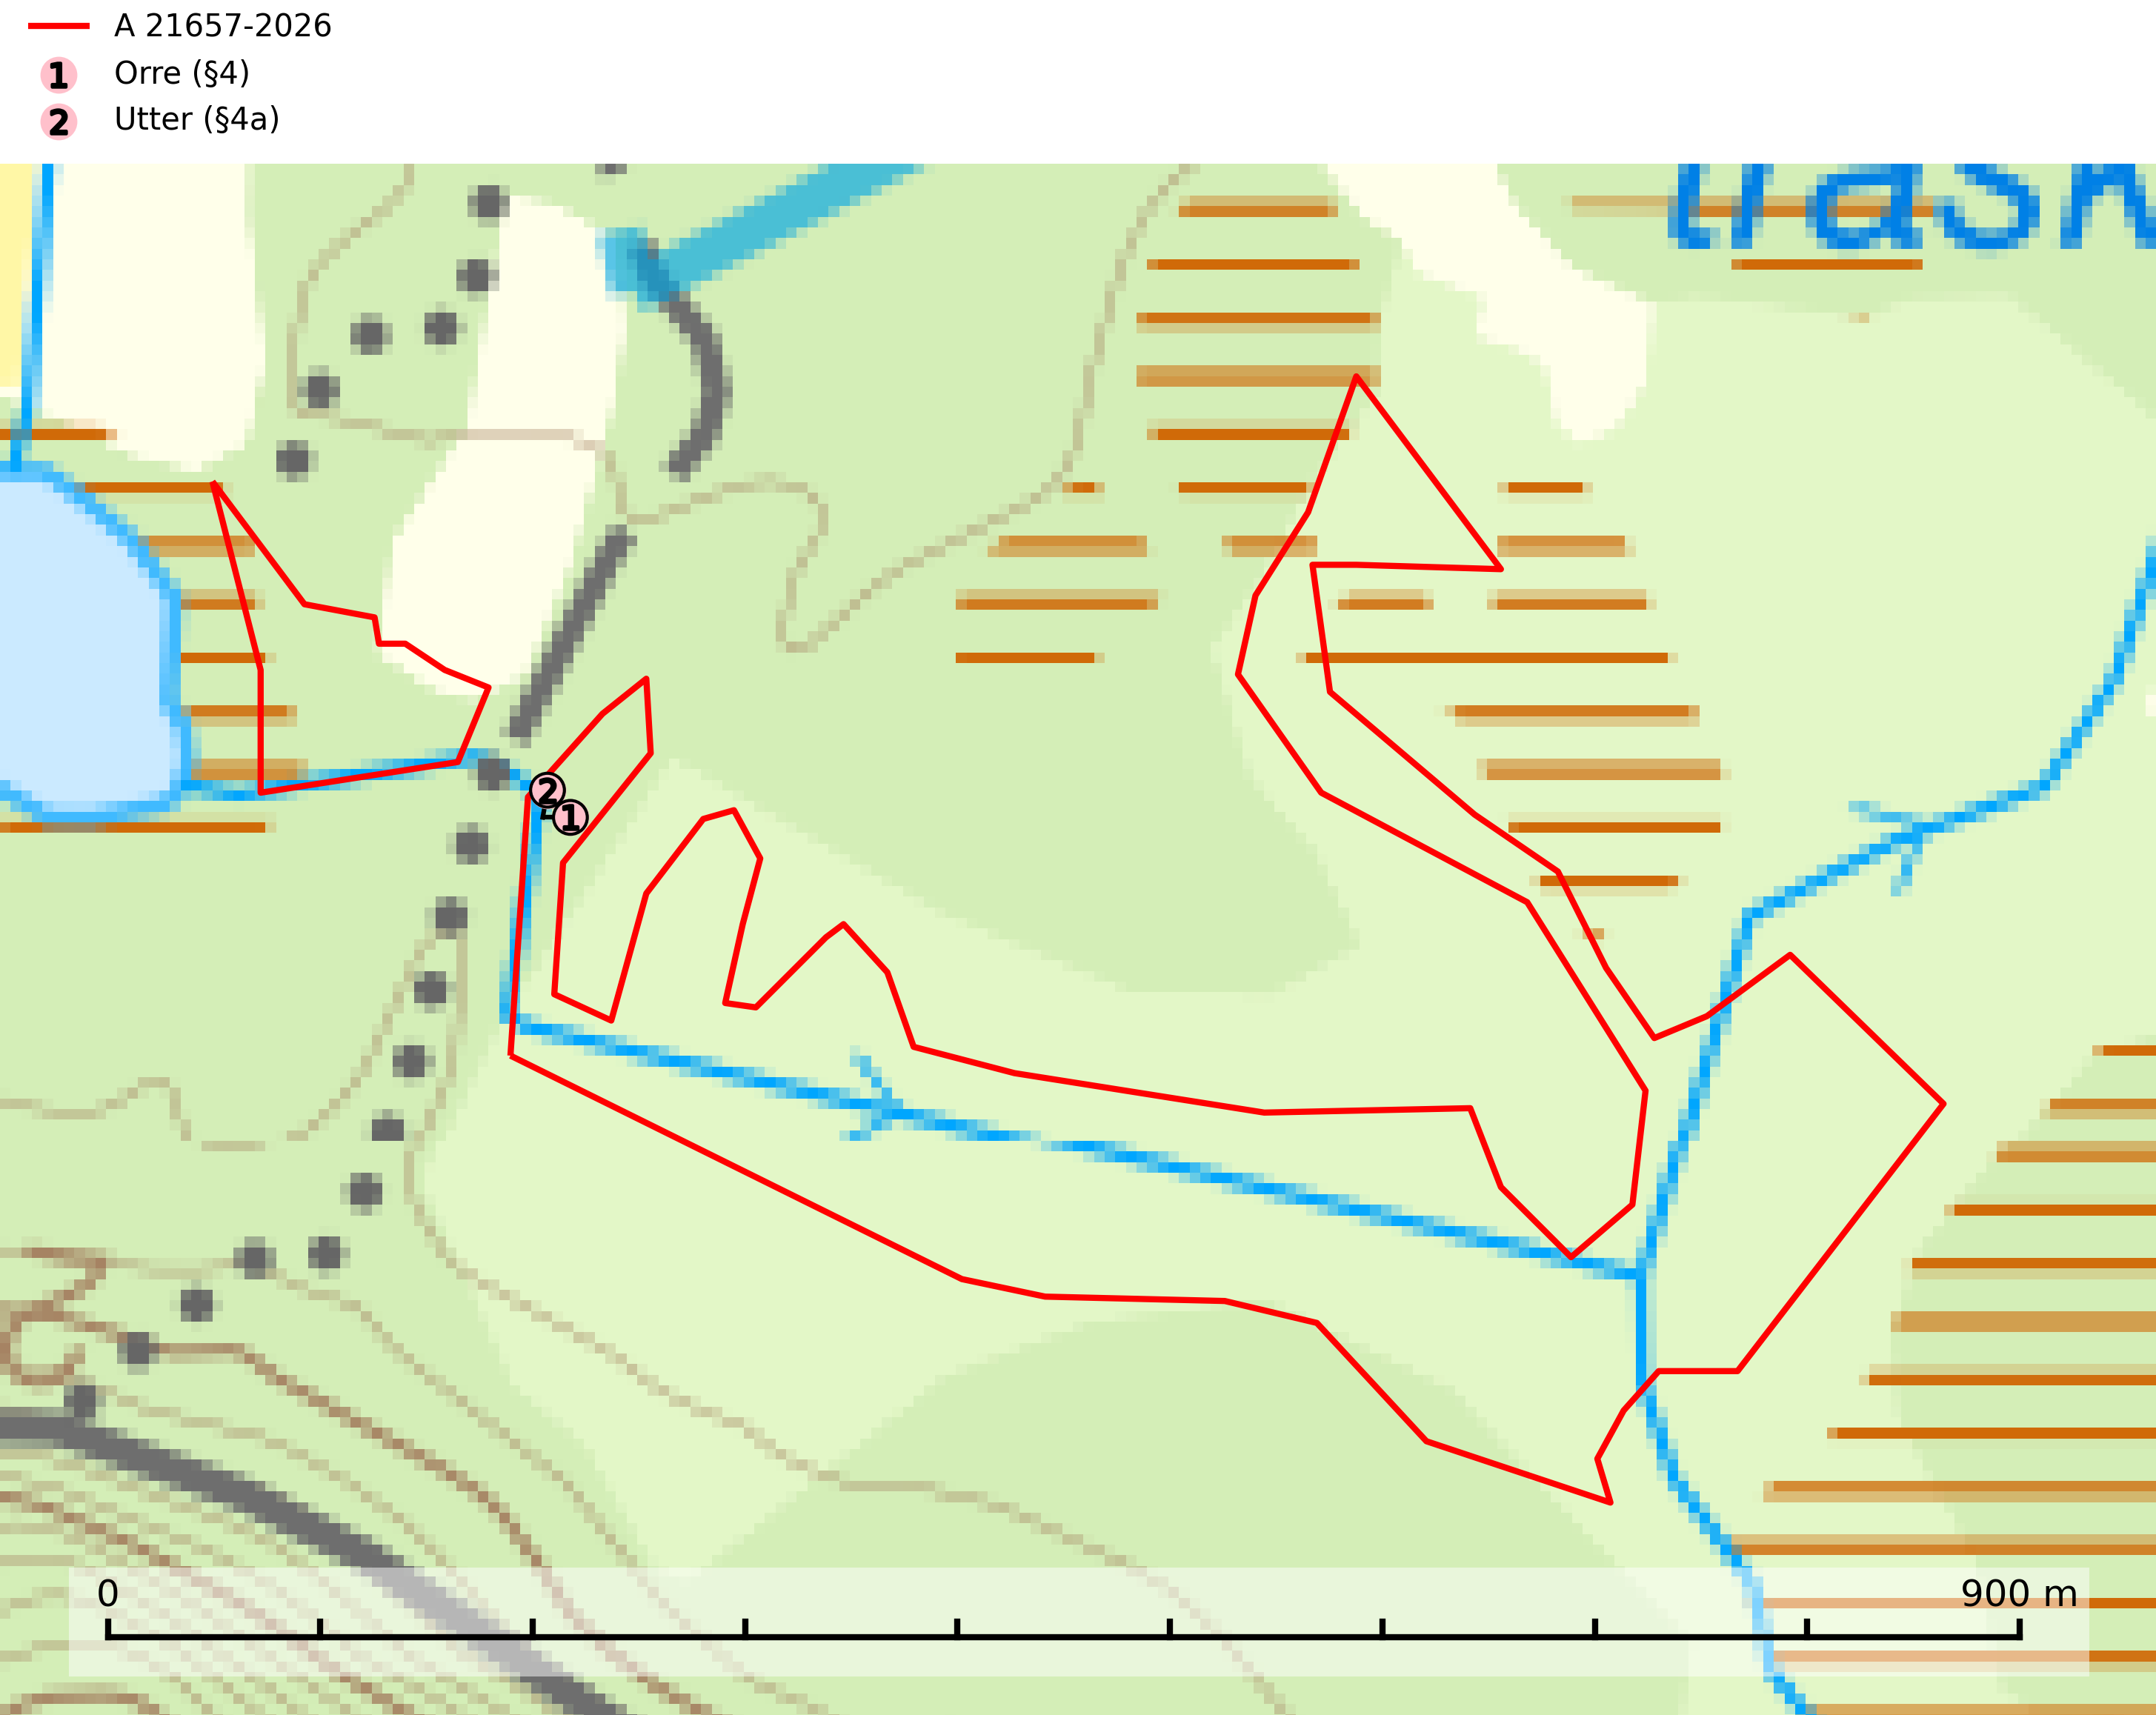 A 21657-2026
1 Orre (§4)
2 Utter (§4a)
2
1
0 900 m